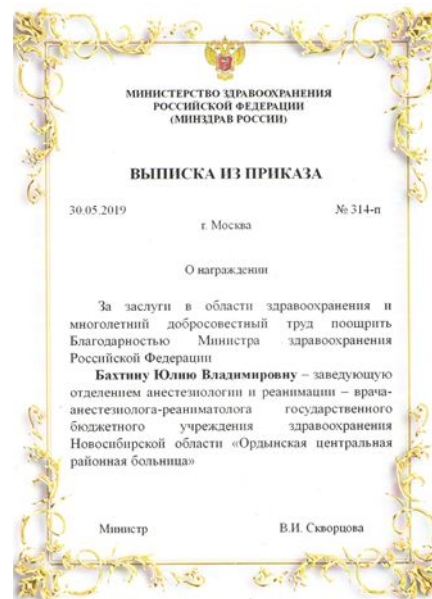 МИНИСТЕРСТВО ЗДРАВООХРАНЕНИЯ
РОССИЙСКОЙ ФЕДЕРАЦИИ
(МИНЗДРАВ РОССИИ)
ВЫПИСКА ИЗ ПРИКАЗА
30.05.2019 № 314-п
г. Москва
О награждении
За заслуги в области здравоохранения и
многолетний добросовестный труд поощрить
Благодарностью Министра здравоохранения
Российской Федерации
Бахтину Юлию Владимировну – заведующую
отделением анестезиологии и реанимации – врача-
анестезиолога-реаниматолога государственного
бюджетного учреждения здравоохранения
Новосибирской области «Ордынская центральная
районная больница»
Министр В.И. Скворцова